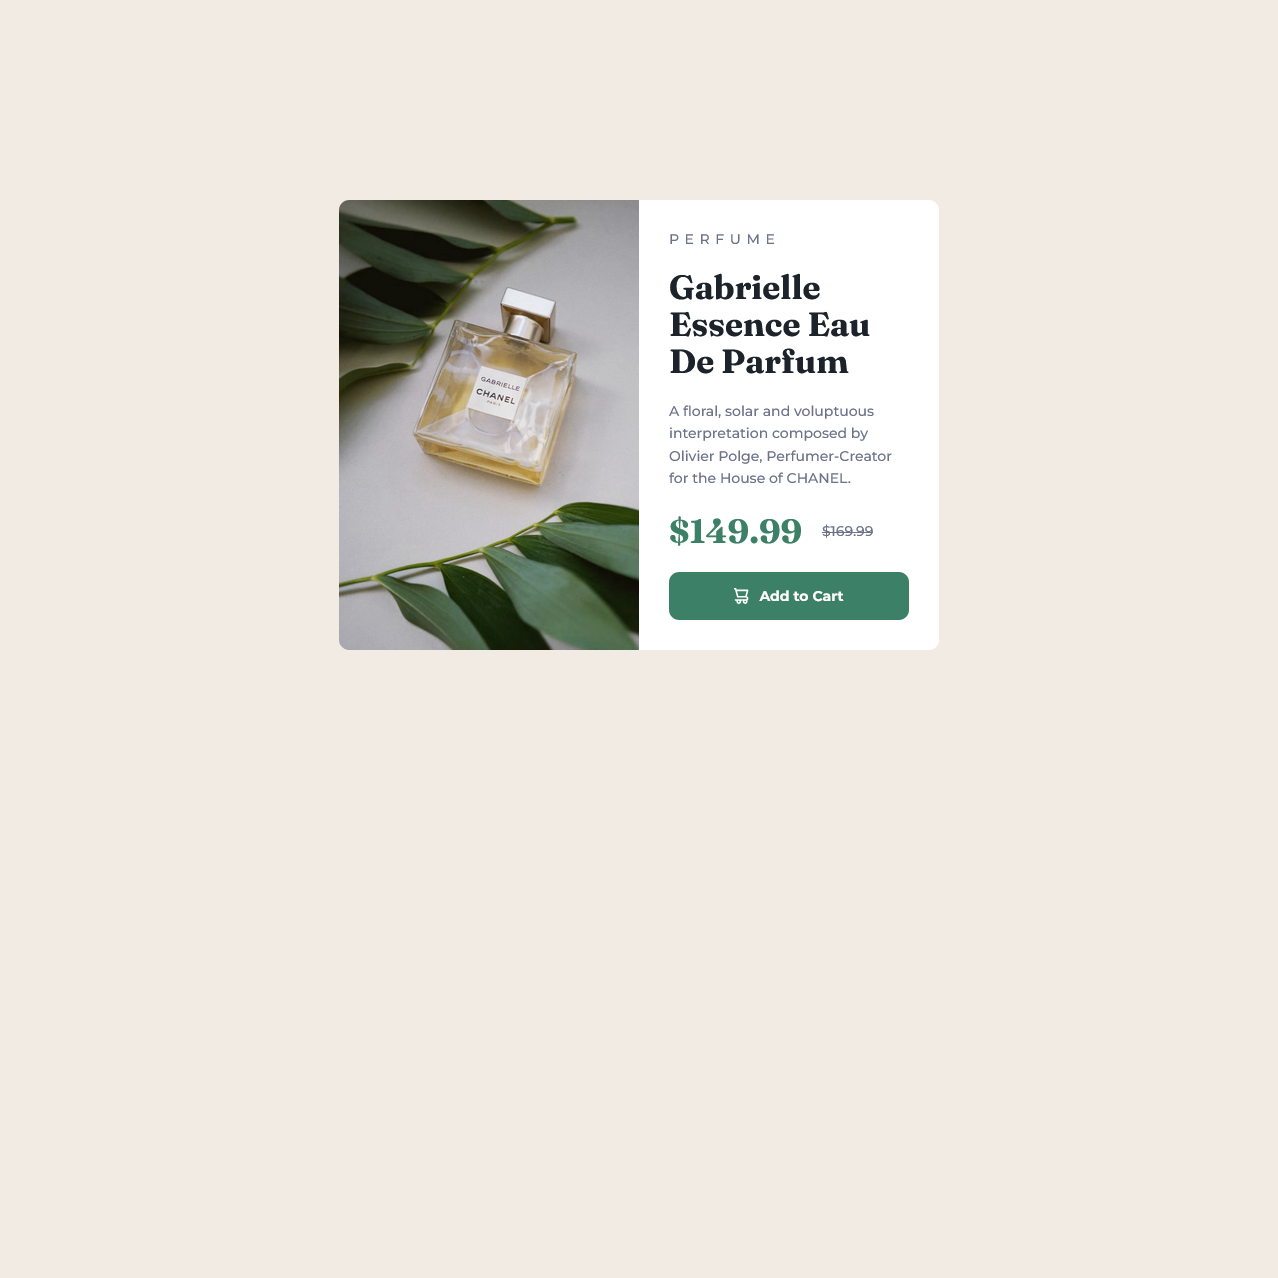 GABRIELLE
CHANEL
PARIS
PERFUME
Gabrielle
Essence Eau
De Parfum
A floral, solar and voluptuous
interpretation composed by
Olivier Polge, Perfumer-Creator
for the House of CHANEL.
$149.99 $169.99
Add to Cart